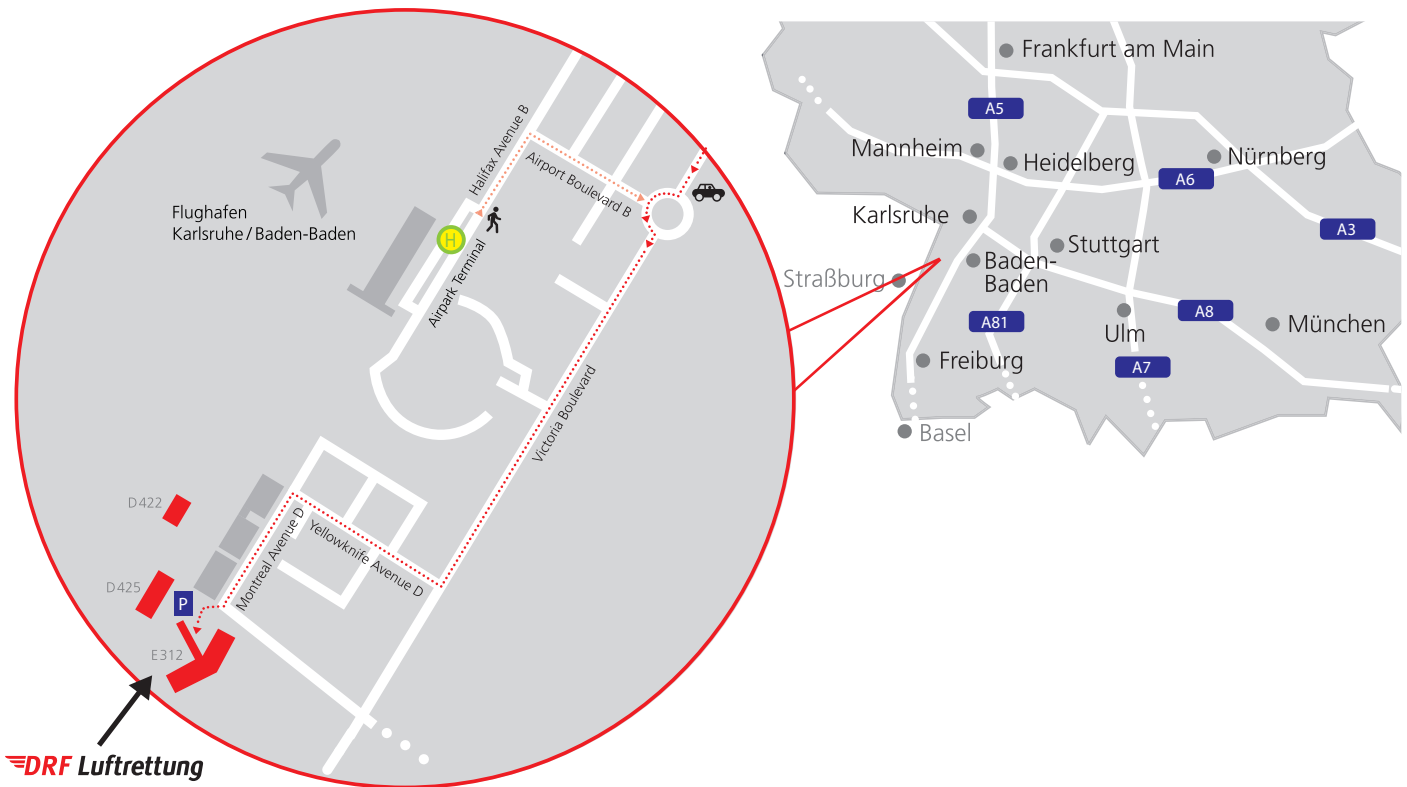 Halifax Avenue B
Airport Boulevard B
Flughafen
Karlsruhe / Baden-Baden
H
Airpark Terminal
Victoria Boulevard
D422
Yellowknife Avenue D
Montreal Avenue D
D425
P
E312
DRF Luftrettung
Frankfurt am Main
A5
Mannheim
Heidelberg
Nürnberg
A6
Karlsruhe
A3
Stuttgart
Baden-
Baden
Straßburg
A81
A8
Ulm
München
Freiburg
A7
Basel